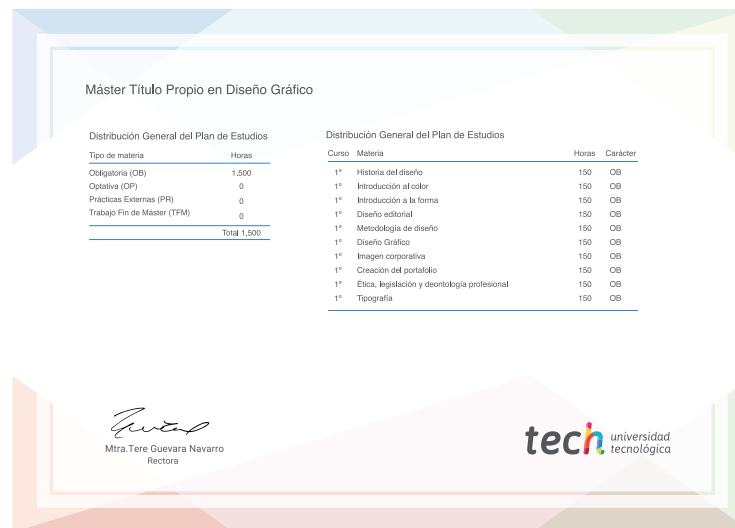 Máster Título Propio en Diseño Gráfico
Distribución General del Plan de Estudios
Tipo de materia Horas
Obligatoria (OB) 1.500
Optativa (OP) 0
Prácticas Externas (PR) 0
Trabajo Fin de Máster (TFM) 0
Total 1.500
Distribución General del Plan de Estudios
Curso Materia Horas Carácter
1º Historia del diseño 150 OB
1º Introducción al color 150 OB
1º Introducción a la forma 150 OB
1º Diseño editorial 150 OB
1º Metodología de diseño 150 OB
1º Diseño Gráfico 150 OB
1º Imagen corporativa 150 OB
1º Creación del portafolio 150 OB
1º Ética, legislación y deontología profesional 150 OB
1º Tipografía 150 OB
Mtra.Tere Guevara Navarro
Rectora
tech universidad
tecnológica